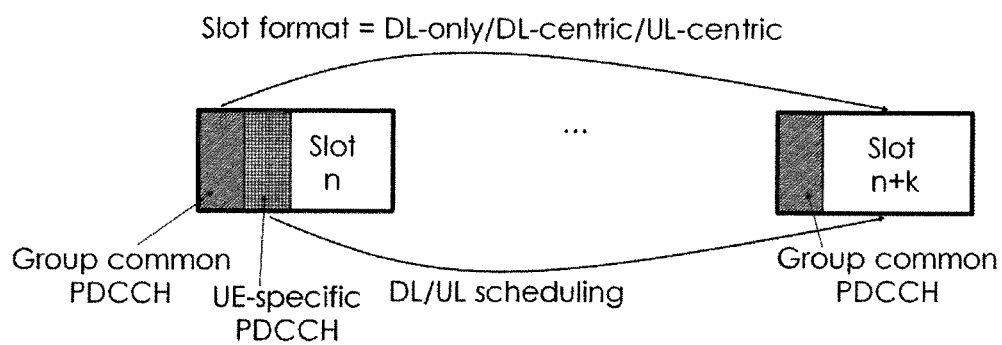 Slot format = DL-only/DL-centric/UL-centric
...
Slot
n
Slot
n+k
Group common
PDCCH
UE-specific
PDCCH
DL/UL scheduling
Group common
PDCCH